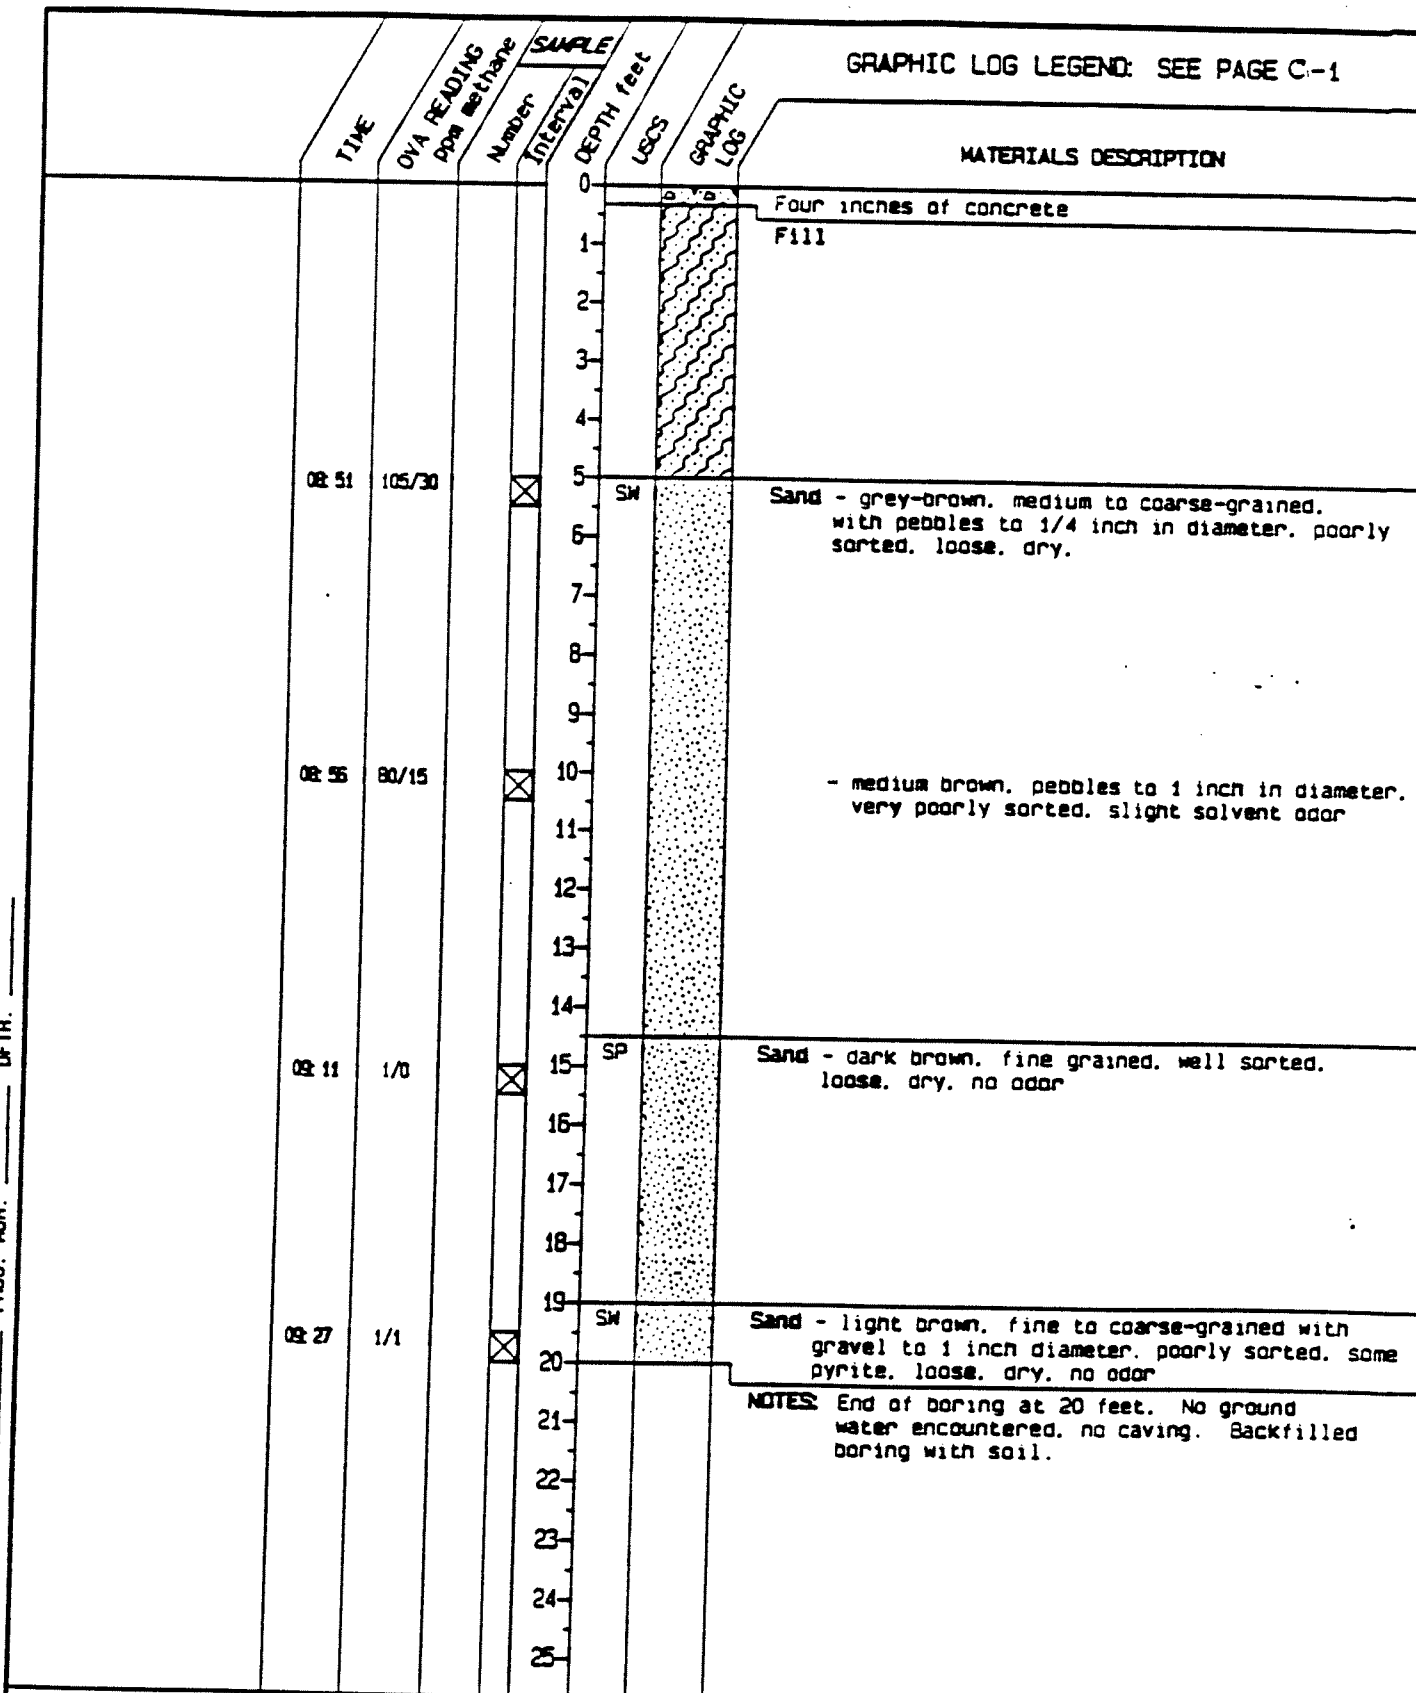 GRAPHIC LOG LEGEND: SEE PAGE C-1
TIME
OVA READING
ppm methane
SAMPLE
Number
Interval
DEPTH feet
USCS
GRAPHIC
LOG
MATERIALS DESCRIPTION
0
Four inches of concrete
Fill
1
2
3
4
08:51 105/30 5 SW Sand - grey-brown, medium to coarse-grained,
with pebbles to 1/4 inch in diameter, poorly
sorted, loose, dry.
6
7
8
9
08:56 80/15 10 - medium brown, pebbles to 1 inch in diameter,
very poorly sorted, slight solvent odor
11
12
13
14
09:11 1/0 15 SP Sand - dark brown, fine grained, well sorted,
loose, dry, no odor
16
17
18
19
09:27 1/1 SW Sand - light brown, fine to coarse-grained with
gravel to 1 inch diameter, poorly sorted, some
20 pyrite, loose, dry, no odor
NOTES: End of boring at 20 feet. No ground
21 water encountered, no caving. Backfilled
boring with soil.
22
23
24
25